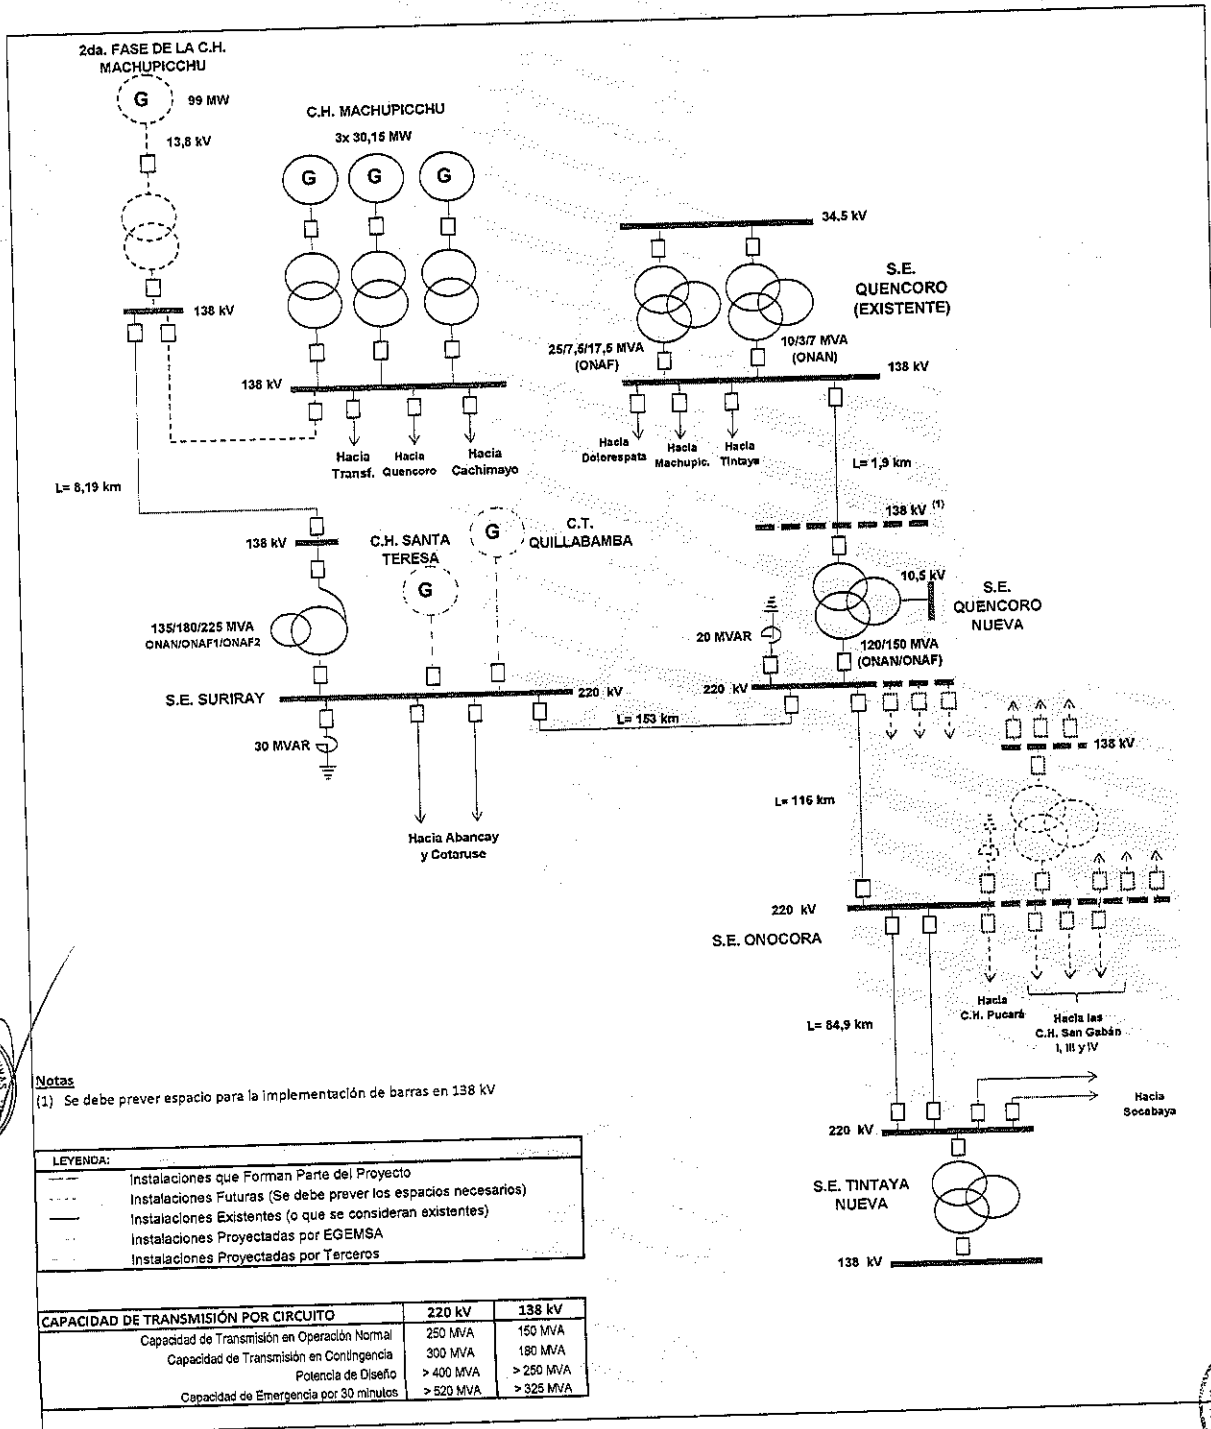 2da. FASE DE LA C.H.
MACHUPICCHU
G
99 MW
13,8 kV
138 kV
C.H. MACHUPICCHU
3x 30,15 MW
G G G
138 kV
Hacia
Transf.
Hacia
Quencoro
Hacia
Cachimayo
34,5 kV
S.E.
QUENCORO
(EXISTENTE)
25/7,5/17,5 MVA
(ONAF)
10/3/7 MVA
(ONAN)
138 kV
Hacia
Dolorespata
Hacia
Machupic.
Hacia
Tintaya
L= 1,9 km
138 kV (1)
L= 8,19 km
138 kV
C.H. SANTA
TERESA
G
G
C.T.
QUILLABAMBA
135/180/225 MVA
ONAN/ONAF1/ONAF2
10,5 kV
S.E.
QUENCORO
NUEVA
20 MVAR
120/150 MVA
(ONAN/ONAF)
S.E. SURIRAY
220 kV
220 kV
L= 153 km
30 MVAR
Hacia Abancay
y Cotaruse
138 kV
L= 116 km
220 kV
S.E. ONOCORA
Hacia
C.H. Pucará
Hacia las
C.H. San Gabán
I, III y IV
L= 84,9 km
Hacia
Socabaya
220 kV
S.E. TINTAYA
NUEVA
138 kV
Notas
(1) Se debe prever espacio para la implementación de barras en 138 kV
LEYENDA:
Instalaciones que Forman Parte del Proyecto
Instalaciones Futuras (Se debe prever los espacios necesarios)
Instalaciones Existentes (o que se consideran existentes)
Instalaciones Proyectadas por EGEMSA
Instalaciones Proyectadas por Terceros
CAPACIDAD DE TRANSMISIÓN POR CIRCUITO 220 kV 138 kV
Capacidad de Transmisión en Operación Normal 250 MVA 150 MVA
Capacidad de Transmisión en Contingencia 300 MVA 180 MVA
Potencia de Diseño > 400 MVA > 250 MVA
Capacidad de Emergencia por 30 minutos > 520 MVA > 325 MVA